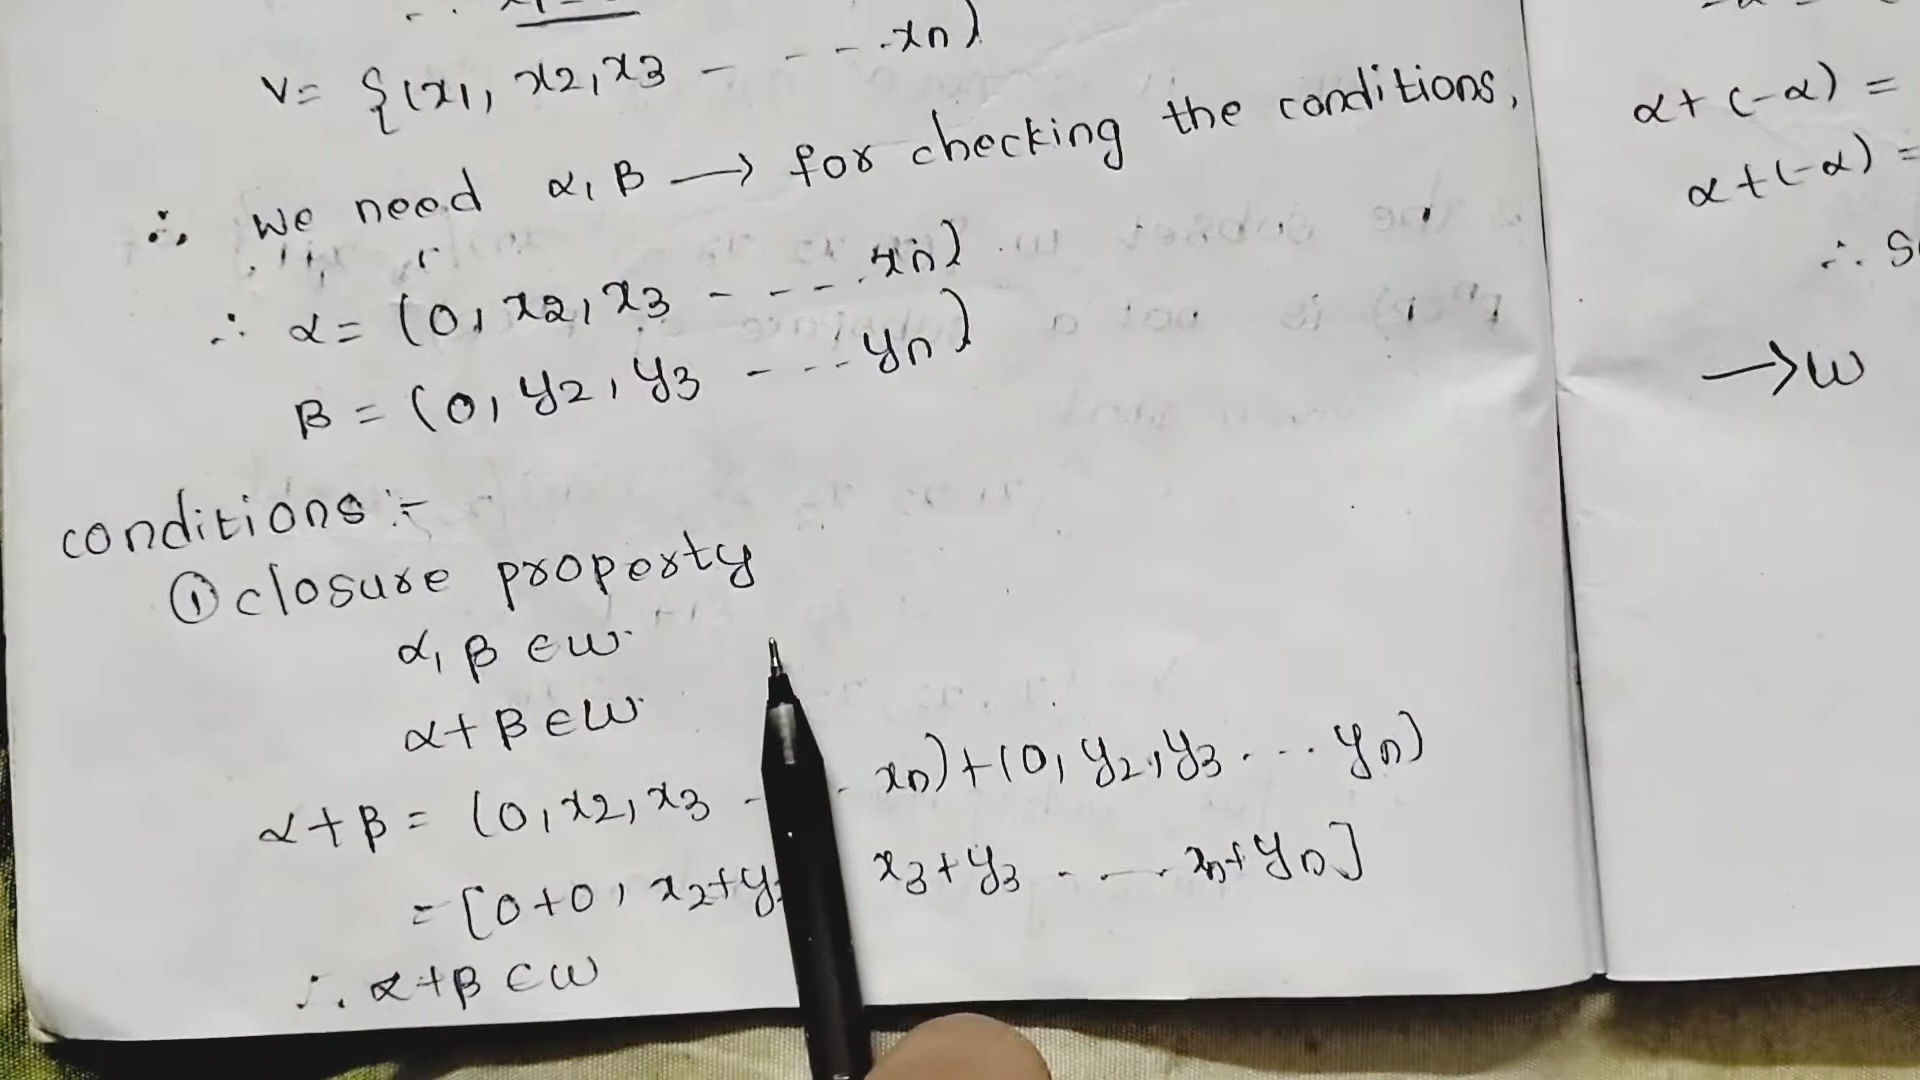 V= {(x1, x2, x3 - - - - xn)
∴ we need α, β → for checking the conditions,
∴ α = (0, x2, x3 - - - - xn)
β = (0, y2, y3 - - - yn)
conditions :-
① closure property
α, β ∈ W
α+β ∈ W
α+β = (0, x2, x3 - - xn) + (0, y2, y3 - - - yn)
= [0+0, x2+y2 x3+y3 - - - xn+yn]
∴ α+β ∈ W
α+(-α) =
α+(-α) =
∴
→ W